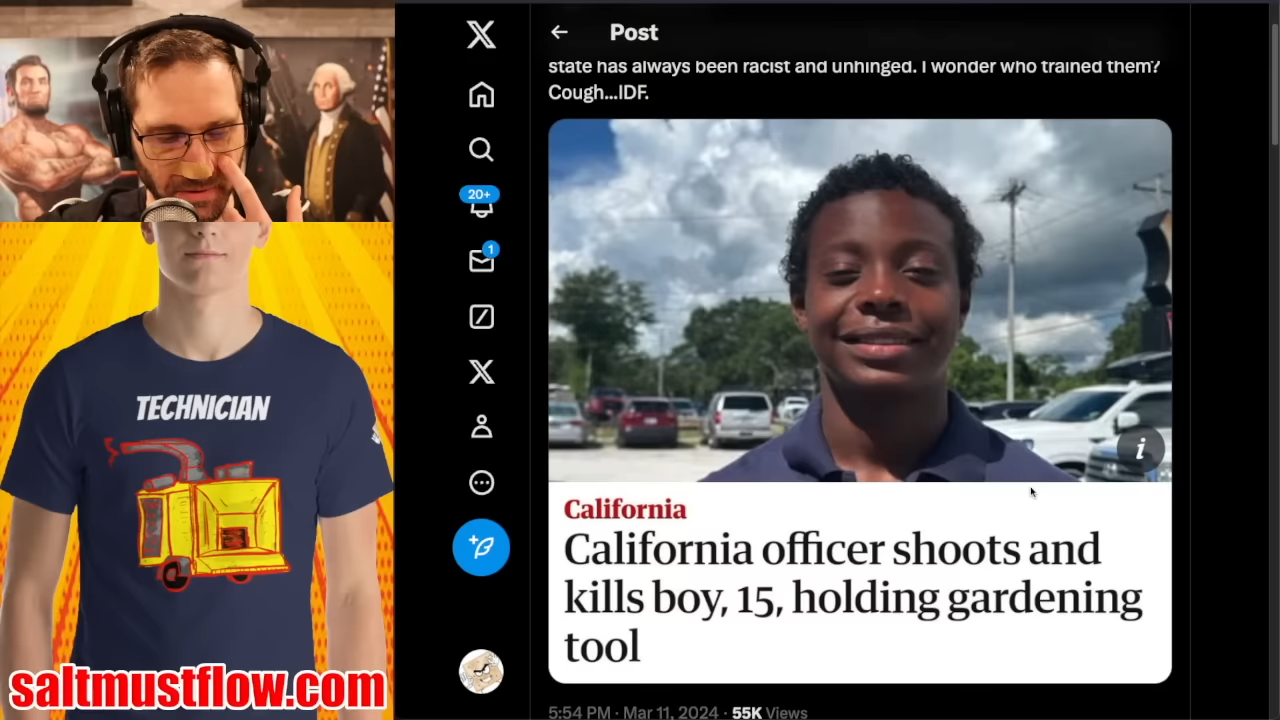 Post
state has always been racist and unhinged. I wonder who trained them?
Cough...IDF.
20+
1
TECHNICIAN
California
California officer shoots and
kills boy, 15, holding gardening
tool
saltmustflow.com
5:54 PM · Mar 11, 2024 · 55K Views